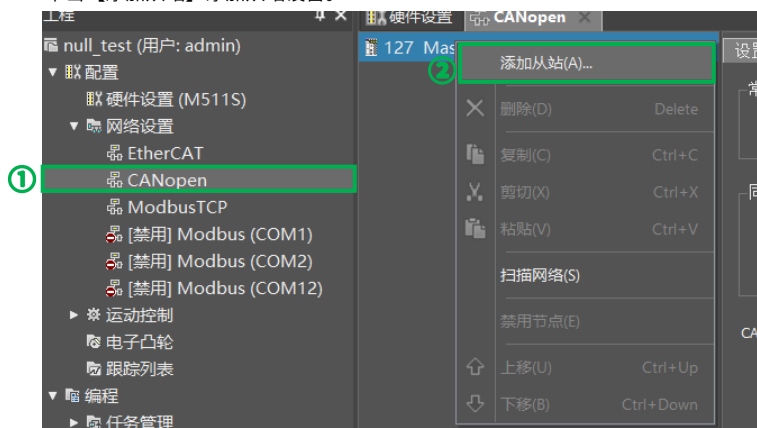 工程
null_test (用户: admin)
配置
硬件设置 (M511S)
网络设置
EtherCAT
① CANopen
ModbusTCP
[禁用] Modbus (COM1)
[禁用] Modbus (COM2)
[禁用] Modbus (COM12)
运动控制
电子凸轮
跟踪列表
编程
任务管理
硬件设置 CANopen
127 Mas
② 添加从站(A)...
删除(D) Delete
复制(C) Ctrl+C
剪切(X) Ctrl+X
粘贴(V) Ctrl+V
扫描网络(S)
禁用节点(E)
上移(U) Ctrl+Up
下移(B) Ctrl+Down
设置
CA